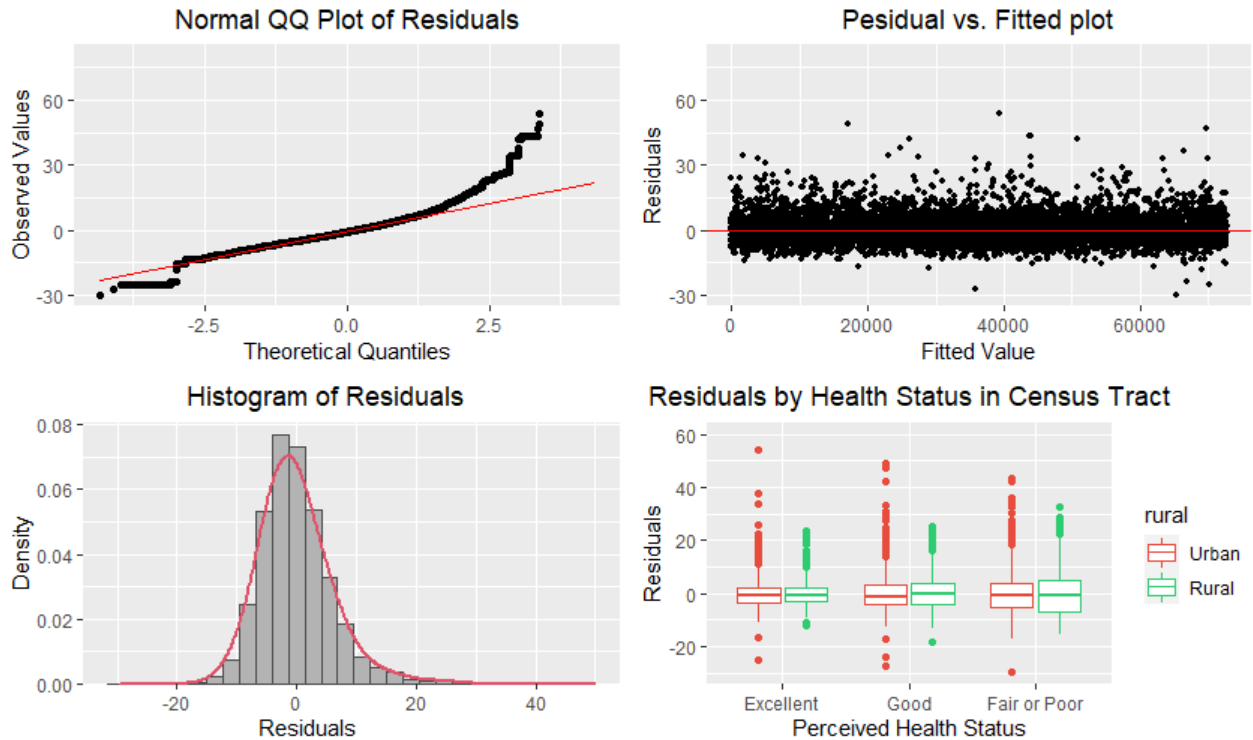 Normal QQ Plot of Residuals
Observed Values
60
30
0
-30
-2.5
0.0
2.5
Theoretical Quantiles
Pesidual vs. Fitted plot
Residuals
60
30
0
-30
0
20000
40000
60000
Fitted Value
Histogram of Residuals
Density
0.08
0.06
0.04
0.02
0.00
-20
0
20
40
Residuals
Residuals by Health Status in Census Tract
Residuals
60
40
20
0
-20
Excellent
Good
Fair or Poor
Perceived Health Status
rural
Urban
Rural